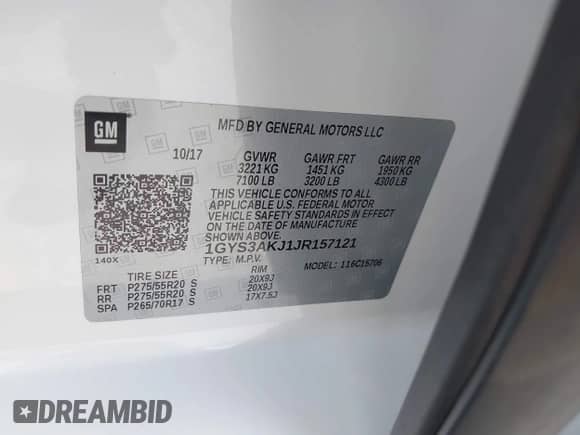 GM
MFD BY GENERAL MOTORS LLC
10/17 GVWR GAWR FRT GAWR RR
3221 KG 1451 KG 1950 KG
7100 LB 3200 LB 4300 LB
THIS VEHICLE CONFORMS TO ALL
APPLICABLE U.S. FEDERAL MOTOR
VEHICLE SAFETY STANDARDS IN EFFECT
ON THE DATE OF MANUFACTURE
SHOWN ABOVE.
1GYS3AKJ1JR157121
140X TYPE: M.P.V. MODEL: 116C15706
TIRE SIZE RIM
FRT P275/55R20 S 20X9J
RR P275/55R20 S 20X9J
SPA P265/70R17 S 17X7.5J
DREAMBID